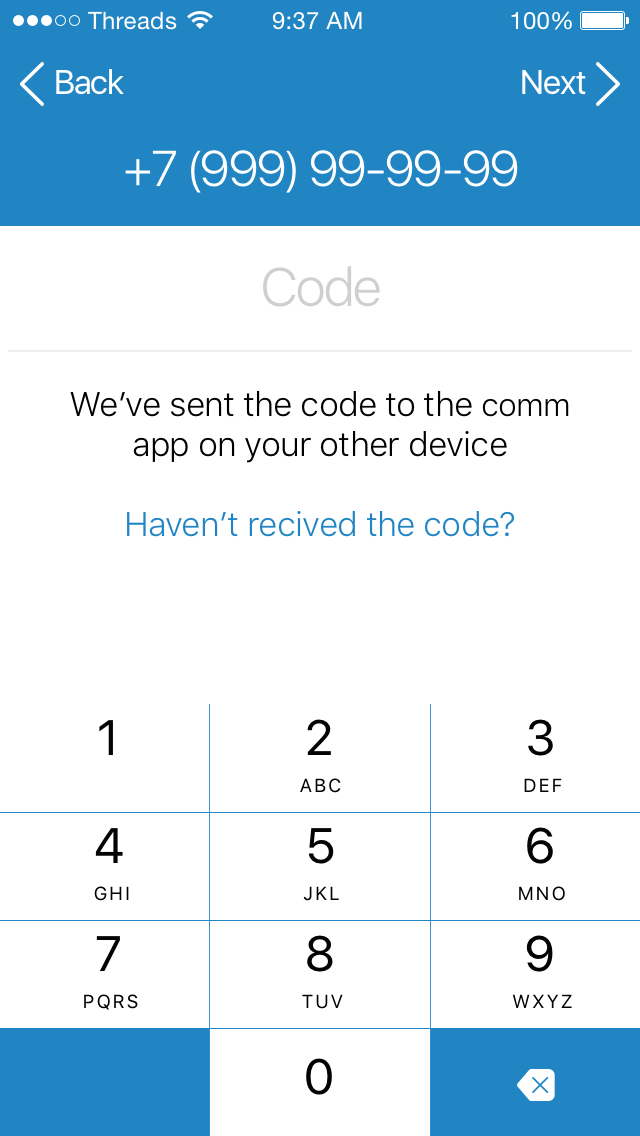 Threads 9:37 AM 100%
Back Next
+7 (999) 99-99-99
Code
We’ve sent the code to the comm
app on your other device
Haven’t recived the code?
1 2 3
ABC DEF
4 5 6
GHI JKL MNO
7 8 9
PQRS TUV WXYZ
0